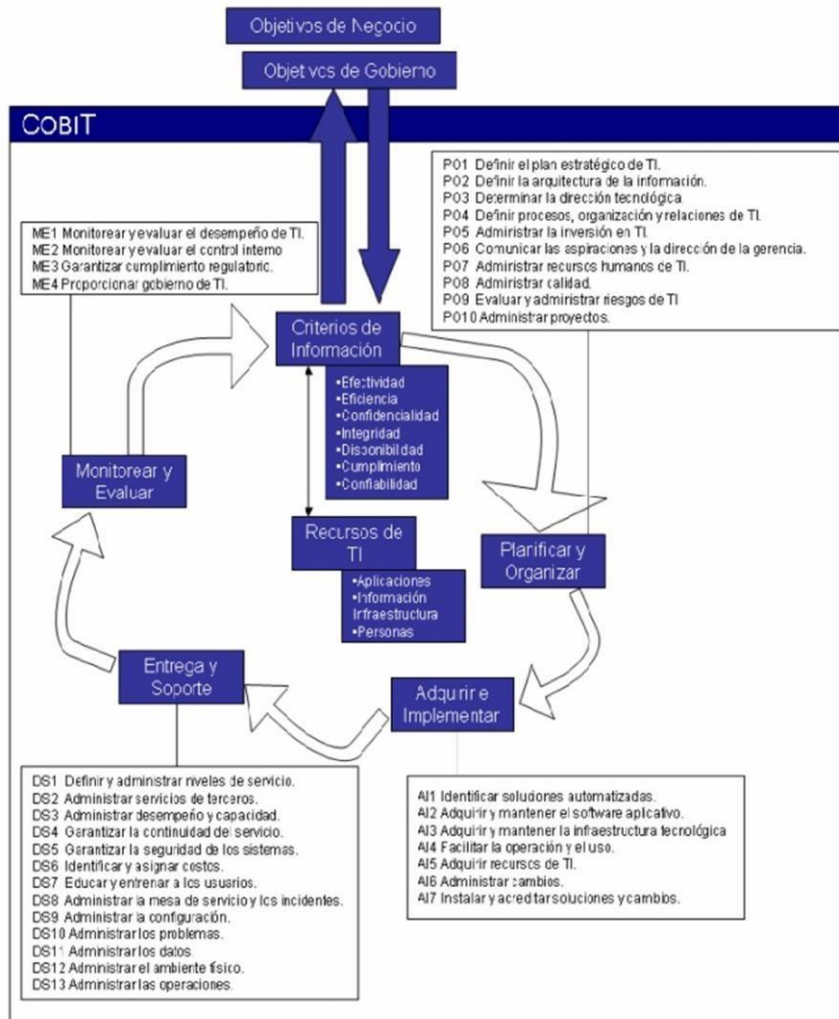 Objetivos de Negocio
Objetivos de Gobierno
COBIT
PO1 Definir el plan estratégico de TI.
PO2 Definir la arquitectura de la información.
PO3 Determinar la dirección tecnológica.
PO4 Definir procesos, organización y relaciones de TI.
PO5 Administrar la inversión en TI.
PO6 Comunicar las aspiraciones y la dirección de la gerencia.
PO7 Administrar recursos humanos de TI.
PO8 Administrar calidad.
PO9 Evaluar y administrar riesgos de TI
PO10 Administrar proyectos.
ME1 Monitorear y evaluar el desempeño de TI.
ME2 Monitorear y evaluar el control interno
ME3 Garantizar cumplimiento regulatorio.
ME4 Proporcionar gobierno de TI.
Criterios de
Información
•Efectividad
•Eficiencia
•Confidencialidad
•Integridad
•Disponibilidad
•Cumplimiento
•Confiabilidad
Monitorear y
Evaluar
Recursos de
TI
•Aplicaciones
•Información
Infraestructura
•Personas
Planificar y
Organizar
Entrega y
Soporte
Adquirir e
Implementar
DS1 Definir y administrar niveles de servicio.
DS2 Administrar servicios de terceros.
DS3 Administrar desempeño y capacidad.
DS4 Garantizar la continuidad del servicio.
DS5 Garantizar la seguridad de los sistemas.
DS6 Identificar y asignar costos.
DS7 Educar y entrenar a los usuarios.
DS8 Administrar la mesa de servicio y los incidentes.
DS9 Administrar la configuración.
DS10 Administrar los problemas.
DS11 Administrar los datos.
DS12 Administrar el ambiente físico.
DS13 Administrar las operaciones.
AI1 Identificar soluciones automatizadas.
AI2 Adquirir y mantener el software aplicativo.
AI3 Adquirir y mantener la infraestructura tecnológica
AI4 Facilitar la operación y el uso.
AI5 Adquirir recursos de TI.
AI6 Administrar cambios.
AI7 Instalar y acreditar soluciones y cambios.